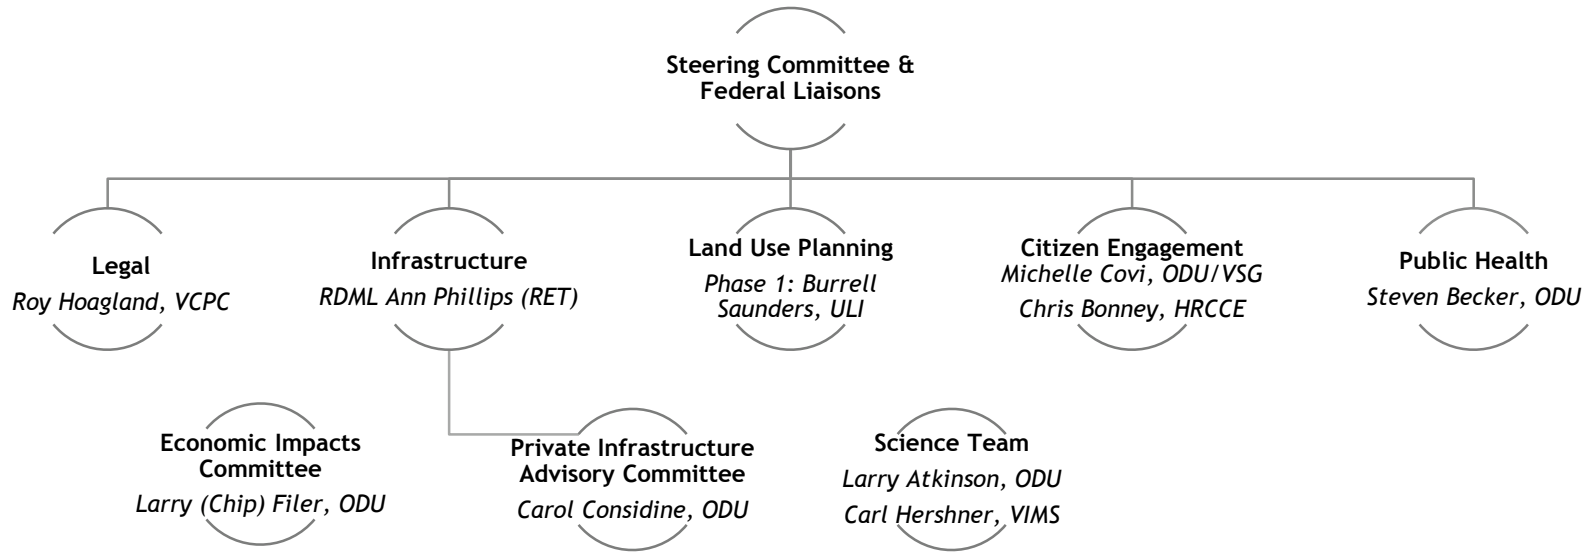 Steering Committee &
Federal Liaisons
Legal
Roy Hoagland, VCPC
Infrastructure
RDML Ann Phillips (RET)
Land Use Planning
Phase 1: Burrell
Saunders, ULI
Citizen Engagement
Michelle Covi, ODU/VSG
Chris Bonney, HRCCE
Public Health
Steven Becker, ODU
Economic Impacts
Committee
Larry (Chip) Filer, ODU
Private Infrastructure
Advisory Committee
Carol Considine, ODU
Science Team
Larry Atkinson, ODU
Carl Hershner, VIMS